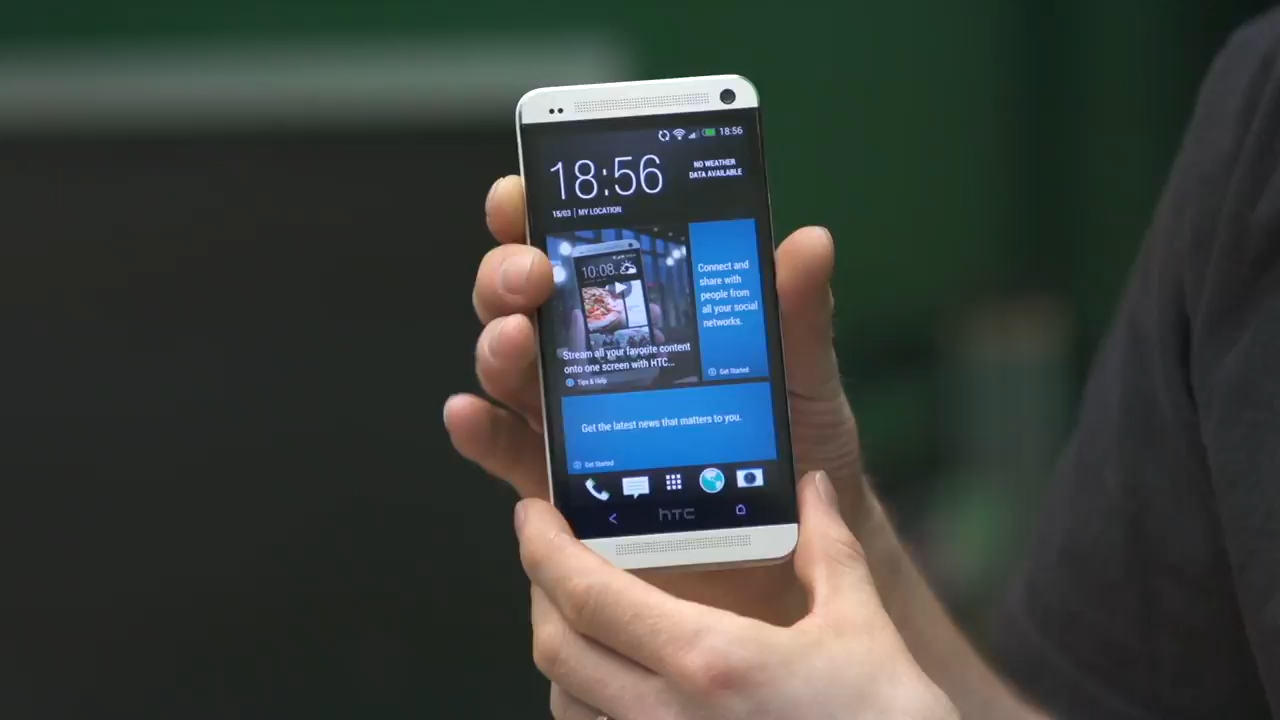 18:56
18:56
NO WEATHER
DATA AVAILABLE
15/03 | MY LOCATION
10:08
Connect and
share with
people from
all your social
networks.
Get Started
Stream all your favorite content
onto one screen with HTC...
Tips & Help
Get the latest news that matters to you.
Get Started
hTC